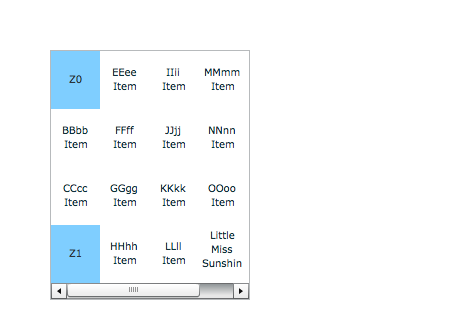 Z0
EEee
Item
IIii
Item
MMmm
Item
BBbb
Item
FFff
Item
JJjj
Item
NNnn
Item
CCcc
Item
GGgg
Item
KKkk
Item
OOoo
Item
Z1
HHhh
Item
LLll
Item
Little
Miss
Sunshin